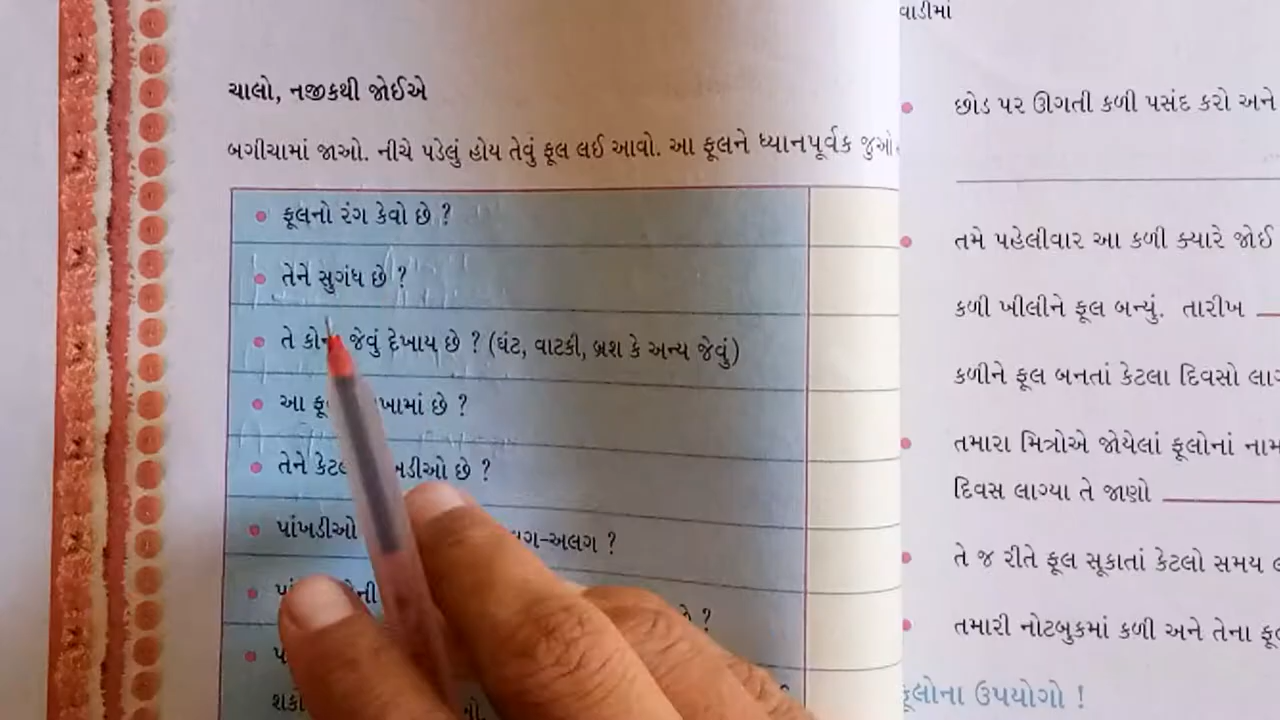 ચાલો, નજીકથી જોઈએ
બગીચામાં જાઓ. નીચે પડેલું હોય તેવું ફૂલ લઈ આવો. આ ફૂલને ધ્યાનપૂર્વક જુઓ
ફૂલનો રંગ કેવો છે ?
તેને સુગંધ છે ?
તે જેવું દેખાય છે ? (ઘંટ, વાટકી, બ્રશ કે અન્ય જેવું)
આ છે ?
તેને છે ?
પાંખડીઓ અલગ ?
?
વાડીમાં
છોડ પર ઊગતી કળી પસંદ કરો અને
તમે પહેલીવાર આ કળી ક્યારે જોઈ
કળી ખીલીને ફૂલ બન્યું. તારીખ
કળીને ફૂલ બનતાં કેટલા દિવસો
તમારા મિત્રોએ જોયેલાં ફૂલોનાં
દિવસ લાગ્યા તે જાણો
તે જ રીતે ફૂલ સૂકાતાં કેટલો સમય
તમારી નોટબુકમાં કળી અને તેના
ફૂલોના ઉપયોગો !